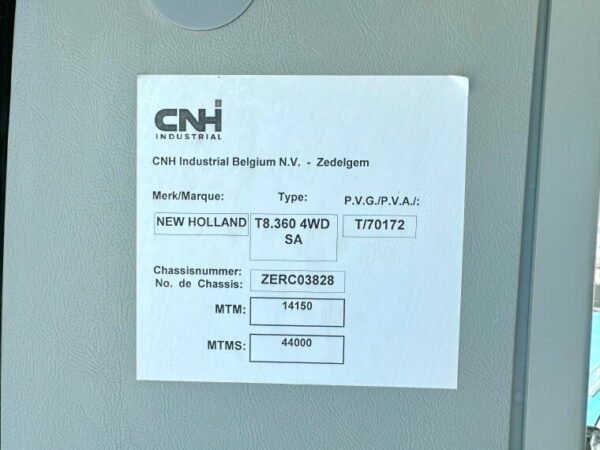 CNH
INDUSTRIAL
CNH Industrial Belgium N.V. - Zedelgem
Merk/Marque: Type: P.V.G./P.V.A./:
NEW HOLLAND T8.360 4WD T/70172
SA
Chassisnummer:
No. de Chassis: ZERC03828
MTM: 14150
MTMS: 44000